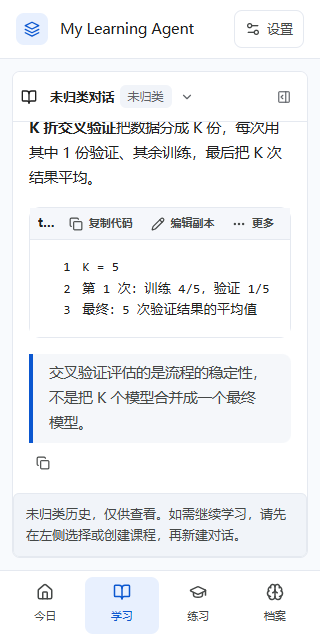 My Learning Agent
设置
未归类对话 未归类
K 折交叉验证把数据分成 K 份，每次用
其中 1 份验证、其余训练，最后把 K 次
结果平均。
t... 复制代码 编辑副本 更多
1 K = 5
2 第 1 次: 训练 4/5, 验证 1/5
3 最终: 5 次验证结果的平均值
交叉验证评估的是流程的稳定性，
不是把 K 个模型合并成一个最终
模型。
未归类历史，仅供查看。如需继续学习，请先
在左侧选择或创建课程，再新建对话。
今日 学习 练习 档案